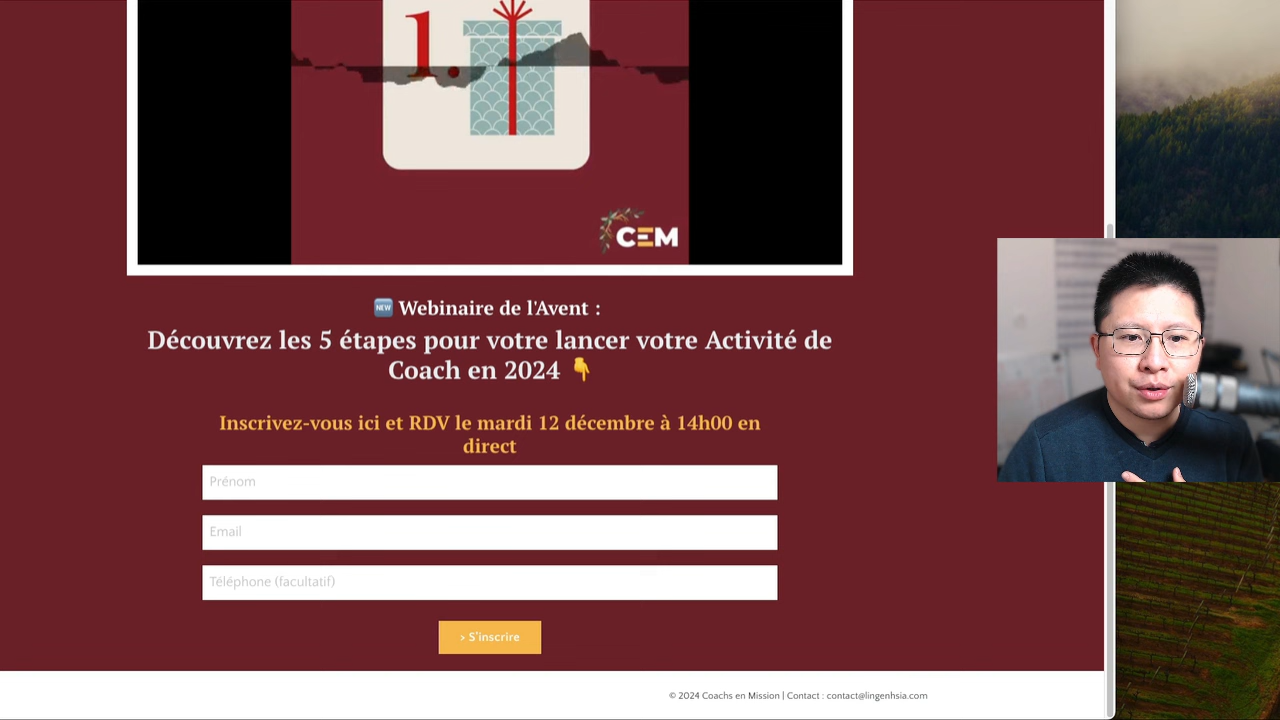 1.
CEM
🆕 Webinaire de l'Avent :
Découvrez les 5 étapes pour votre lancer votre Activité de
Coach en 2024 👇
Inscrivez-vous ici et RDV le mardi 12 décembre à 14h00 en
direct
Prénom
Email
Téléphone (facultatif)
> S'inscrire
© 2024 Coachs en Mission | Contact : contact@lingenhsia.com